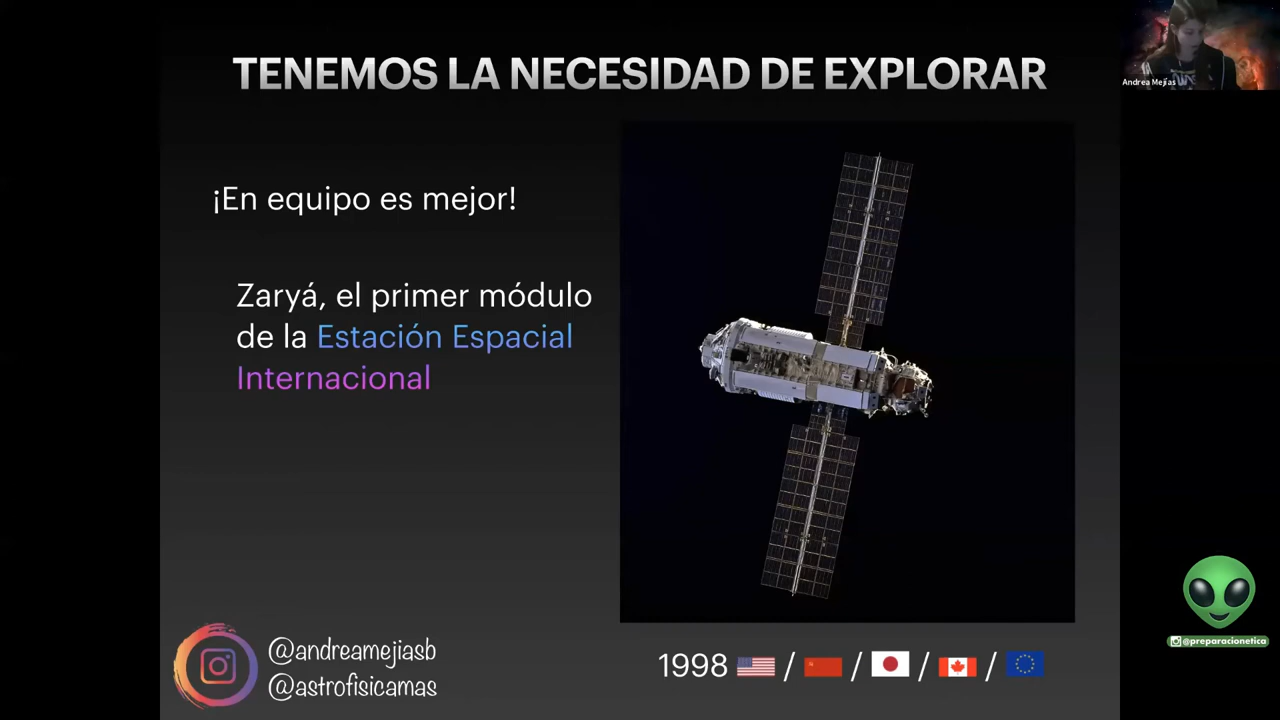 TENEMOS LA NECESIDAD DE EXPLORAR
Andrea Mejías
¡En equipo es mejor!
Zaryá, el primer módulo
de la Estación Espacial
Internacional
@andreamejiasb
@astrofisicamas
1998 / / / /
@preparacionetica